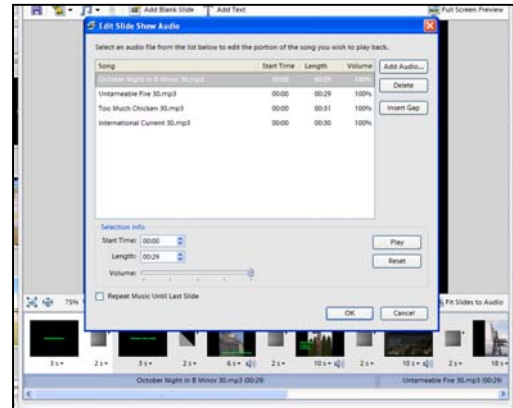 Add Blank Slide
Add Text
Full Screen Preview
Edit Slide Show Audio
Select an audio file from the list below to edit the portion of the song you wish to play back.
Song Start Time Length Volume
October Night in B Minor 30.mp3 00:00 00:29 100%
Untameable Fire 30.mp3 00:00 00:29 100%
Too Much Chicken 30.mp3 00:00 00:31 100%
International Current 30.mp3 00:00 00:30 100%
Add Audio...
Delete
Insert Gap
Selection Info
Start Time: 00:00
Length: 00:29
Volume:
Play
Reset
Repeat Music Until Last Slide
OK Cancel
75%
Fit Slides to Audio
3 s 2 s 3 s 2 s 6 s 2 s 10 s 2 s 10 s 2 s 18 s
October Night in B Minor 30.mp3 (00:29)
Untameable Fire 30.mp3 (00:29)